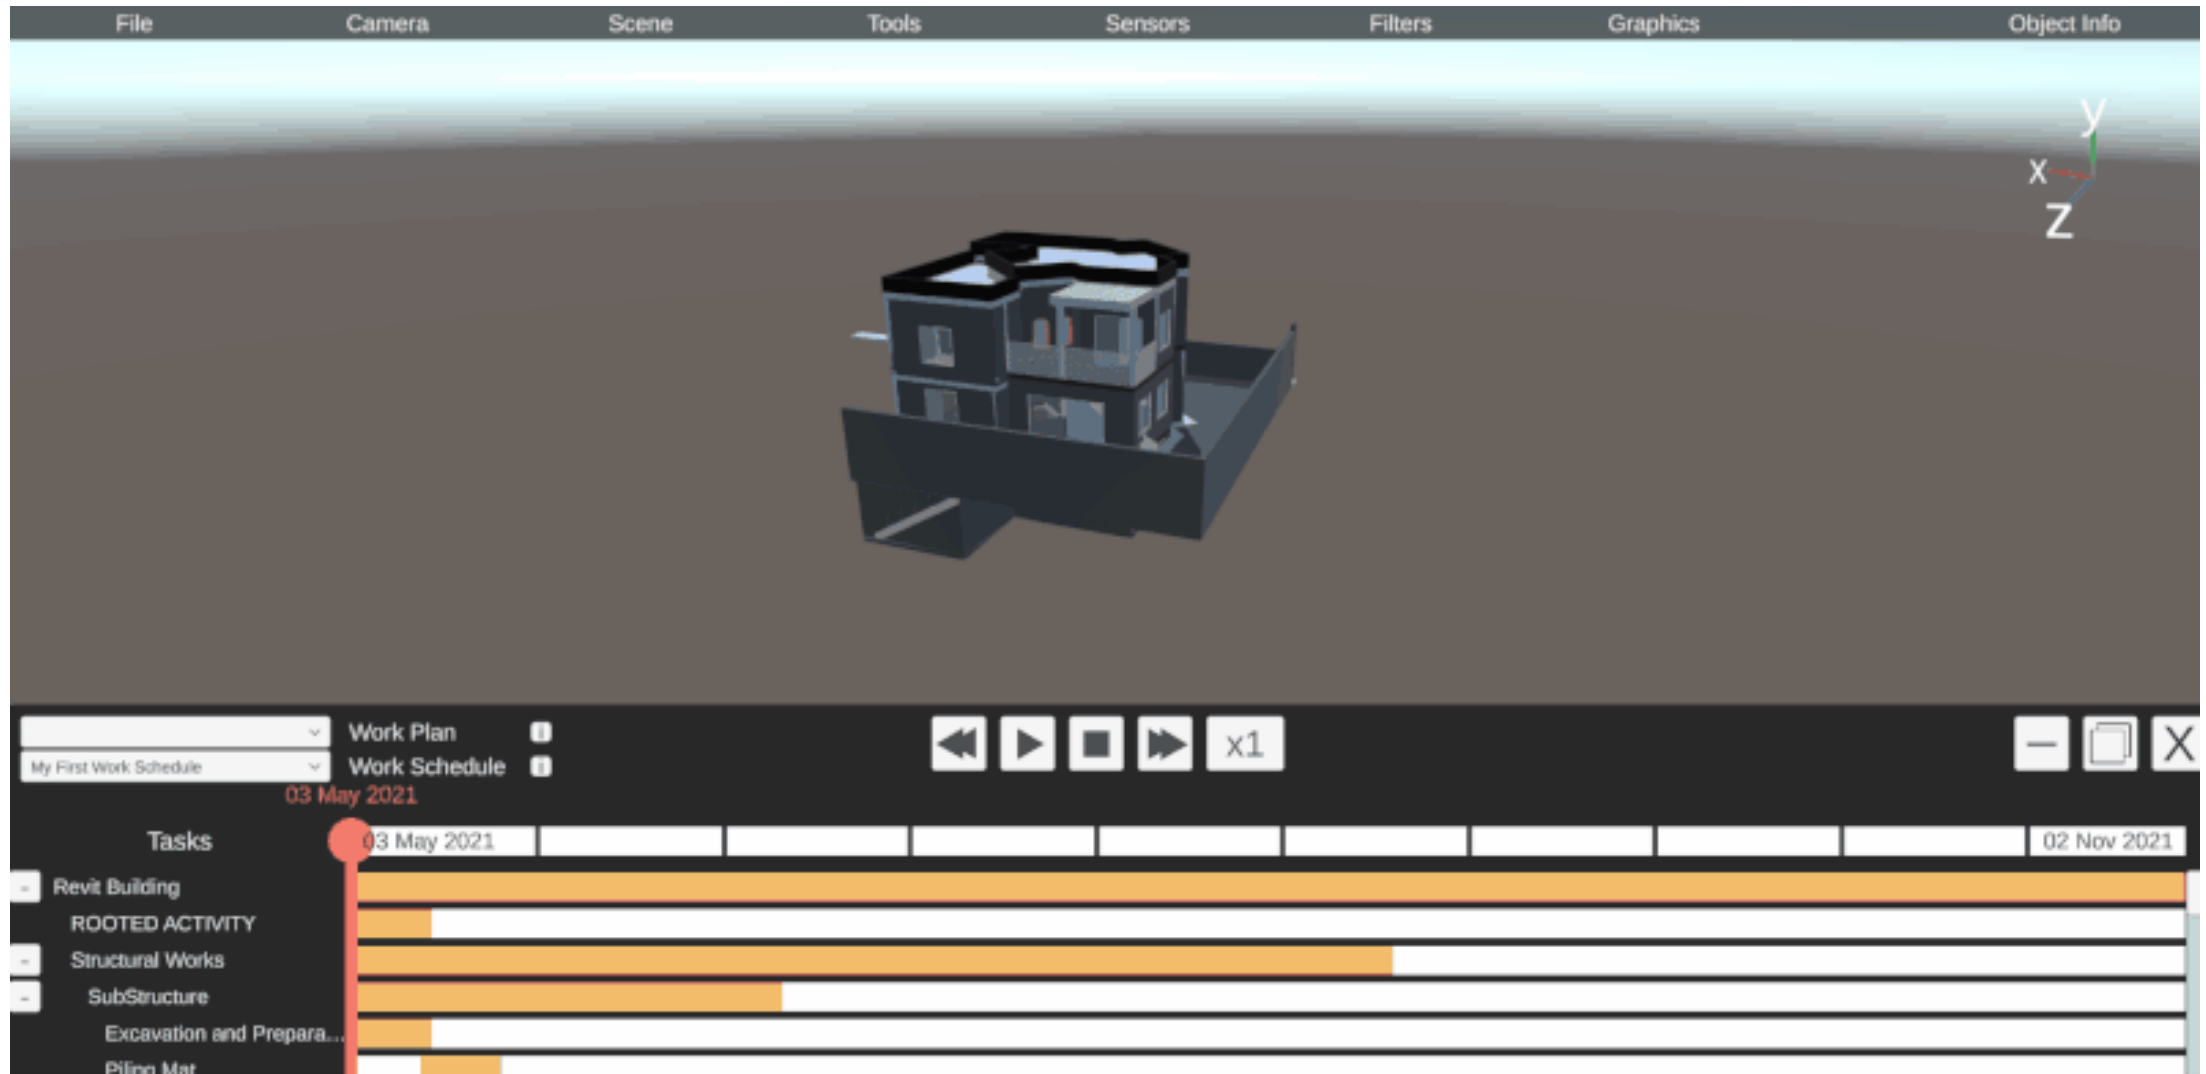 File Camera Scene Tools Sensors Filters Graphics Object Info
y
x
z
Work Plan i
My First Work Schedule Work Schedule i
x1
X
03 May 2021
Tasks 03 May 2021 02 Nov 2021
- Revit Building
ROOTED ACTIVITY
- Structural Works
- SubStructure
Excavation and Prepara...
Piling Mat